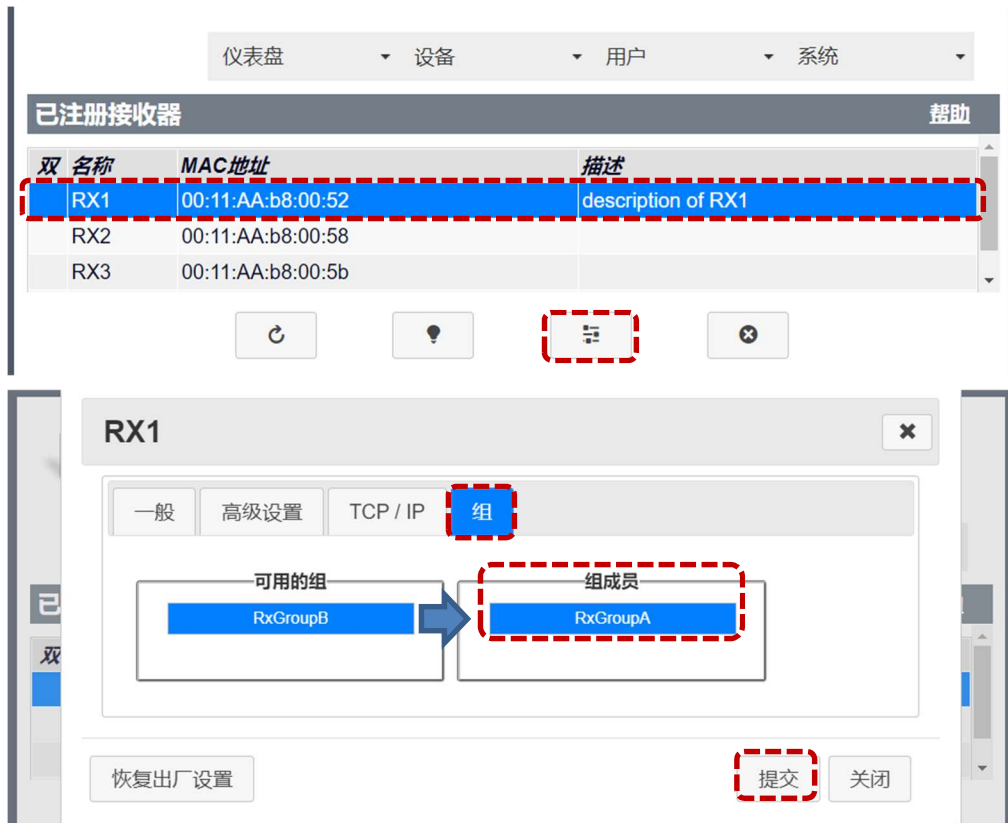 仪表盘 设备 用户 系统
已注册接收器 帮助
双 名称 MAC地址 描述
RX1 00:11:AA:b8:00:52 description of RX1
RX2 00:11:AA:b8:00:58
RX3 00:11:AA:b8:00:5b
RX1
一般 高级设置 TCP / IP 组
可用的组 组成员
RxGroupB RxGroupA
已
双
恢复出厂设置 提交 关闭